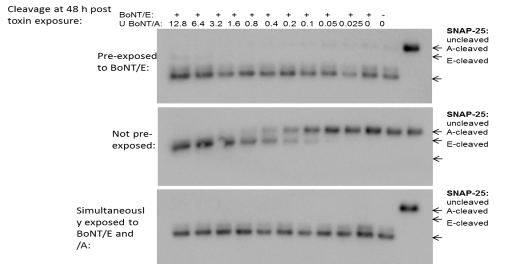 Cleavage at 48 h post
toxin exposure:
BoNT/E: + + + + + + + + + + -
U BoNT/A: 12.8 6.4 3.2 1.6 0.8 0.4 0.2 0.1 0.05 0.025 0 0
Pre-exposed
to BoNT/E:
SNAP-25:
uncleaved
A-cleaved
E-cleaved
Not pre-
exposed:
SNAP-25:
uncleaved
A-cleaved
E-cleaved
Simultaneousl
y exposed to
BoNT/E and
/A:
SNAP-25:
uncleaved
A-cleaved
E-cleaved